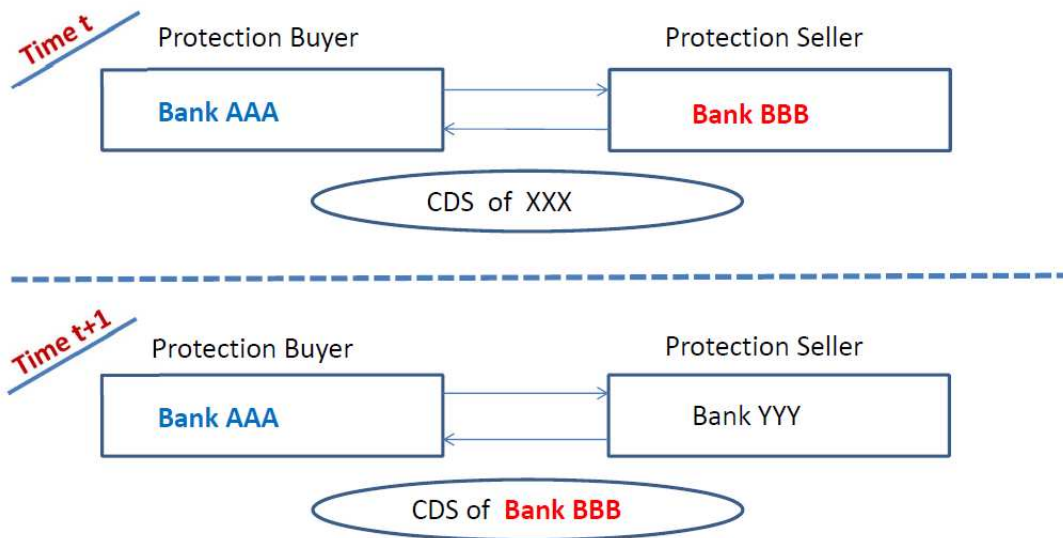 Time t
Protection Buyer
Protection Seller
Bank AAA
Bank BBB
CDS of XXX
Time t+1
Protection Buyer
Protection Seller
Bank AAA
Bank YYY
CDS of Bank BBB